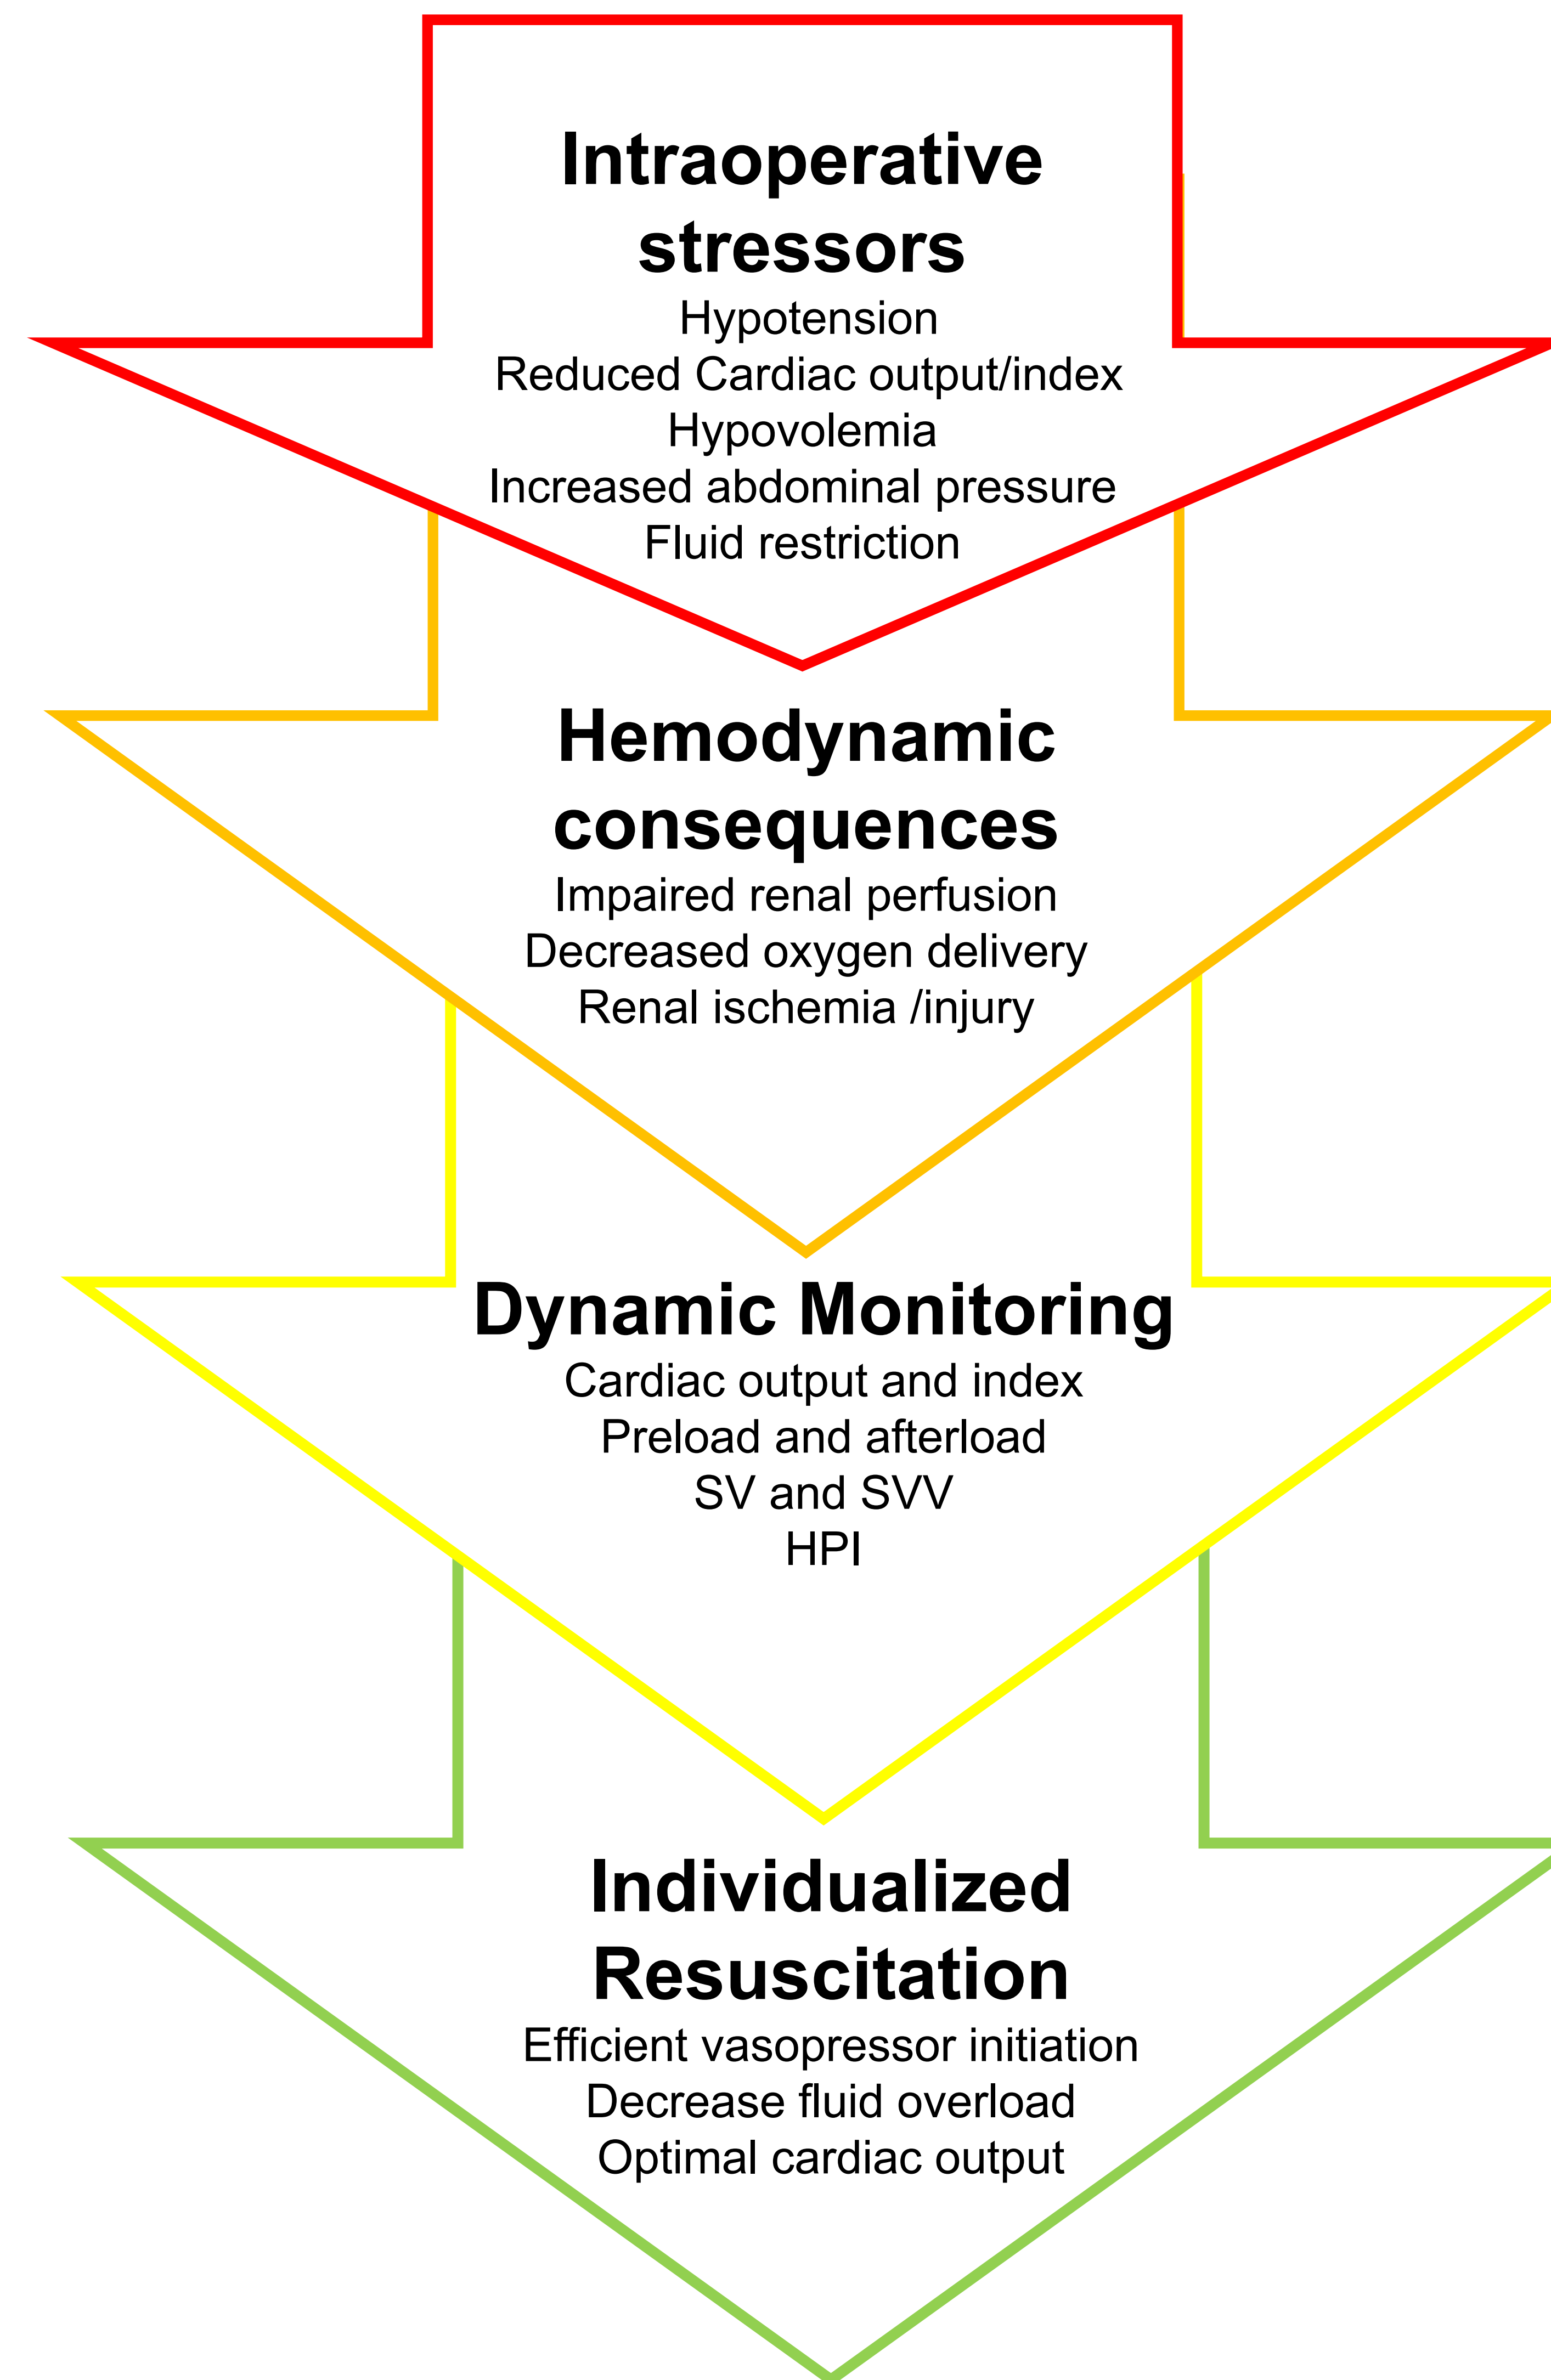 Intraoperative
stressors
Hypotension
Reduced Cardiac output/index
Hypovolemia
Increased abdominal pressure
Fluid restriction
Hemodynamic
consequences
Impaired renal perfusion
Decreased oxygen delivery
Renal ischemia /injury
Dynamic Monitoring
Cardiac output and index
Preload and afterload
SV and SVV
HPI
Individualized
Resuscitation
Efficient vasopressor initiation
Decrease fluid overload
Optimal cardiac output